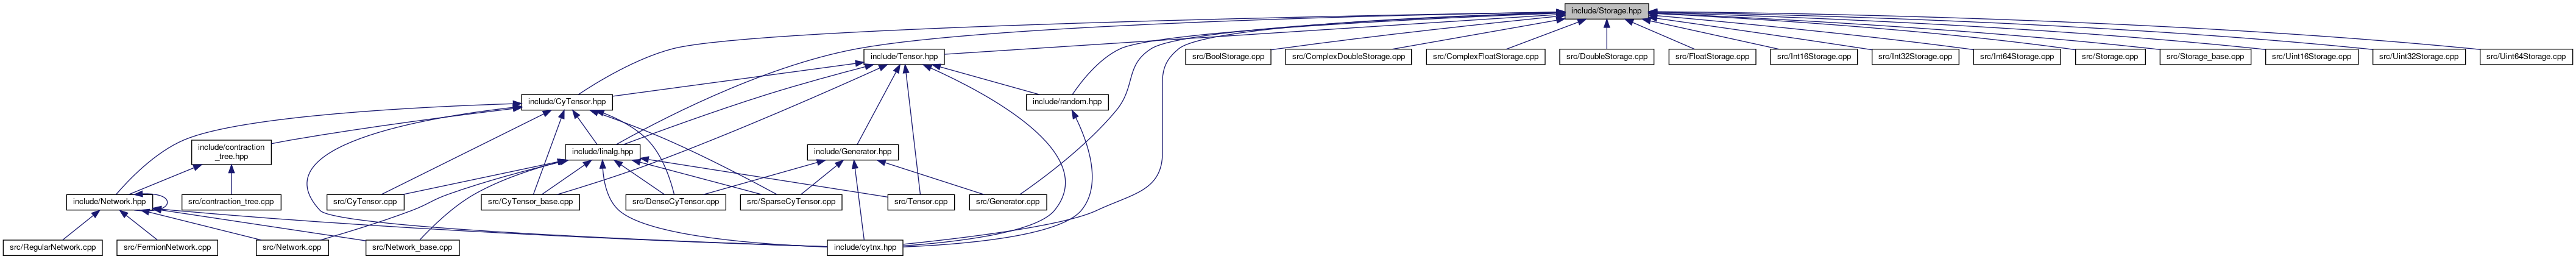 include/Storage.hpp
include/Tensor.hpp
src/BoolStorage.cpp
src/ComplexDoubleStorage.cpp
src/ComplexFloatStorage.cpp
src/DoubleStorage.cpp
src/FloatStorage.cpp
src/Int16Storage.cpp
src/Int32Storage.cpp
src/Int64Storage.cpp
src/Storage.cpp
src/Storage_base.cpp
src/Uint16Storage.cpp
src/Uint32Storage.cpp
src/Uint64Storage.cpp
include/CyTensor.hpp
include/random.hpp
include/contraction
_tree.hpp
include/linalg.hpp
include/Generator.hpp
include/Network.hpp
src/contraction_tree.cpp
src/CyTensor.cpp
src/CyTensor_base.cpp
src/DenseCyTensor.cpp
src/SparseCyTensor.cpp
src/Tensor.cpp
src/Generator.cpp
src/RegularNetwork.cpp
src/FermionNetwork.cpp
src/Network.cpp
src/Network_base.cpp
include/cytnx.hpp